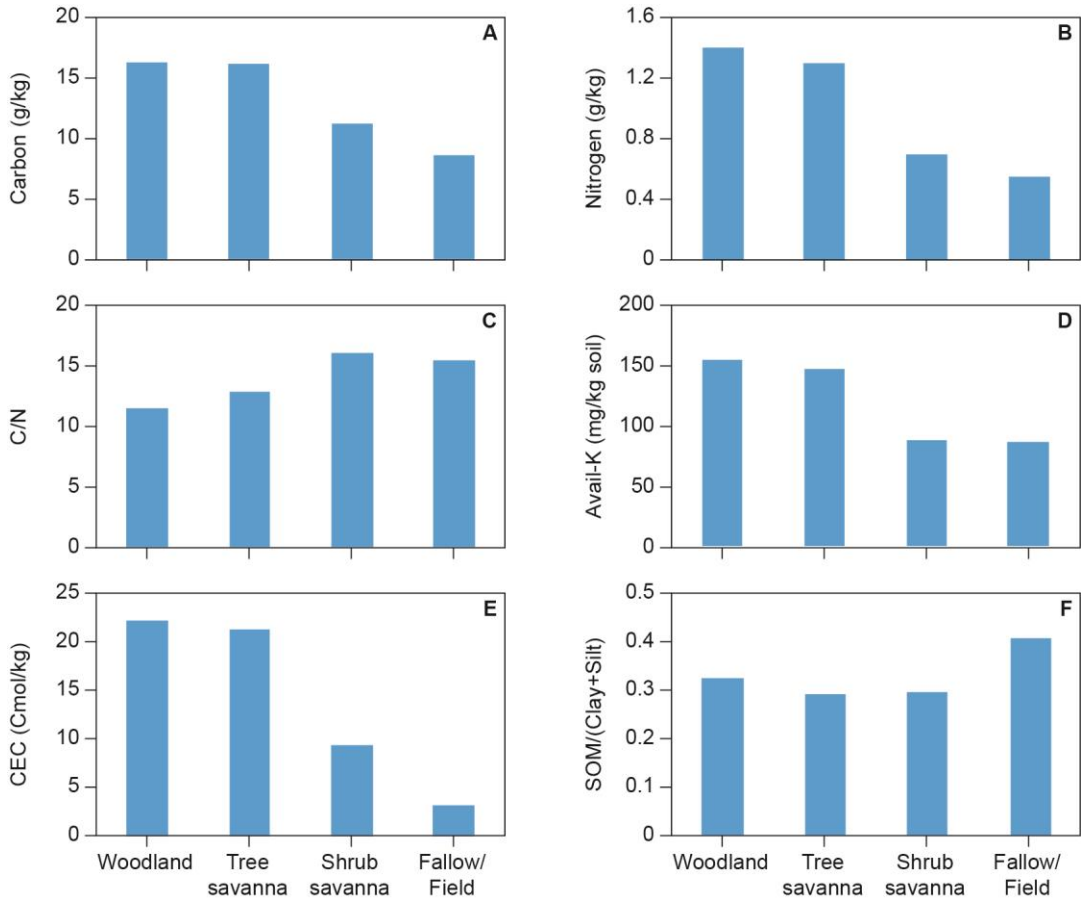 A
Carbon (g/kg)
20
15
10
5
0
B
Nitrogen (g/kg)
1.6
1.2
0.8
0.4
0
C
C/N
20
15
10
5
0
D
Avail-K (mg/kg soil)
200
150
100
50
0
E
CEC (Cmol/kg)
25
20
15
10
5
0
Woodland
Tree
savanna
Shrub
savanna
Fallow/
Field
F
SOM/(Clay+Silt)
0.5
0.4
0.3
0.2
0.1
0
Woodland
Tree
savanna
Shrub
savanna
Fallow/
Field